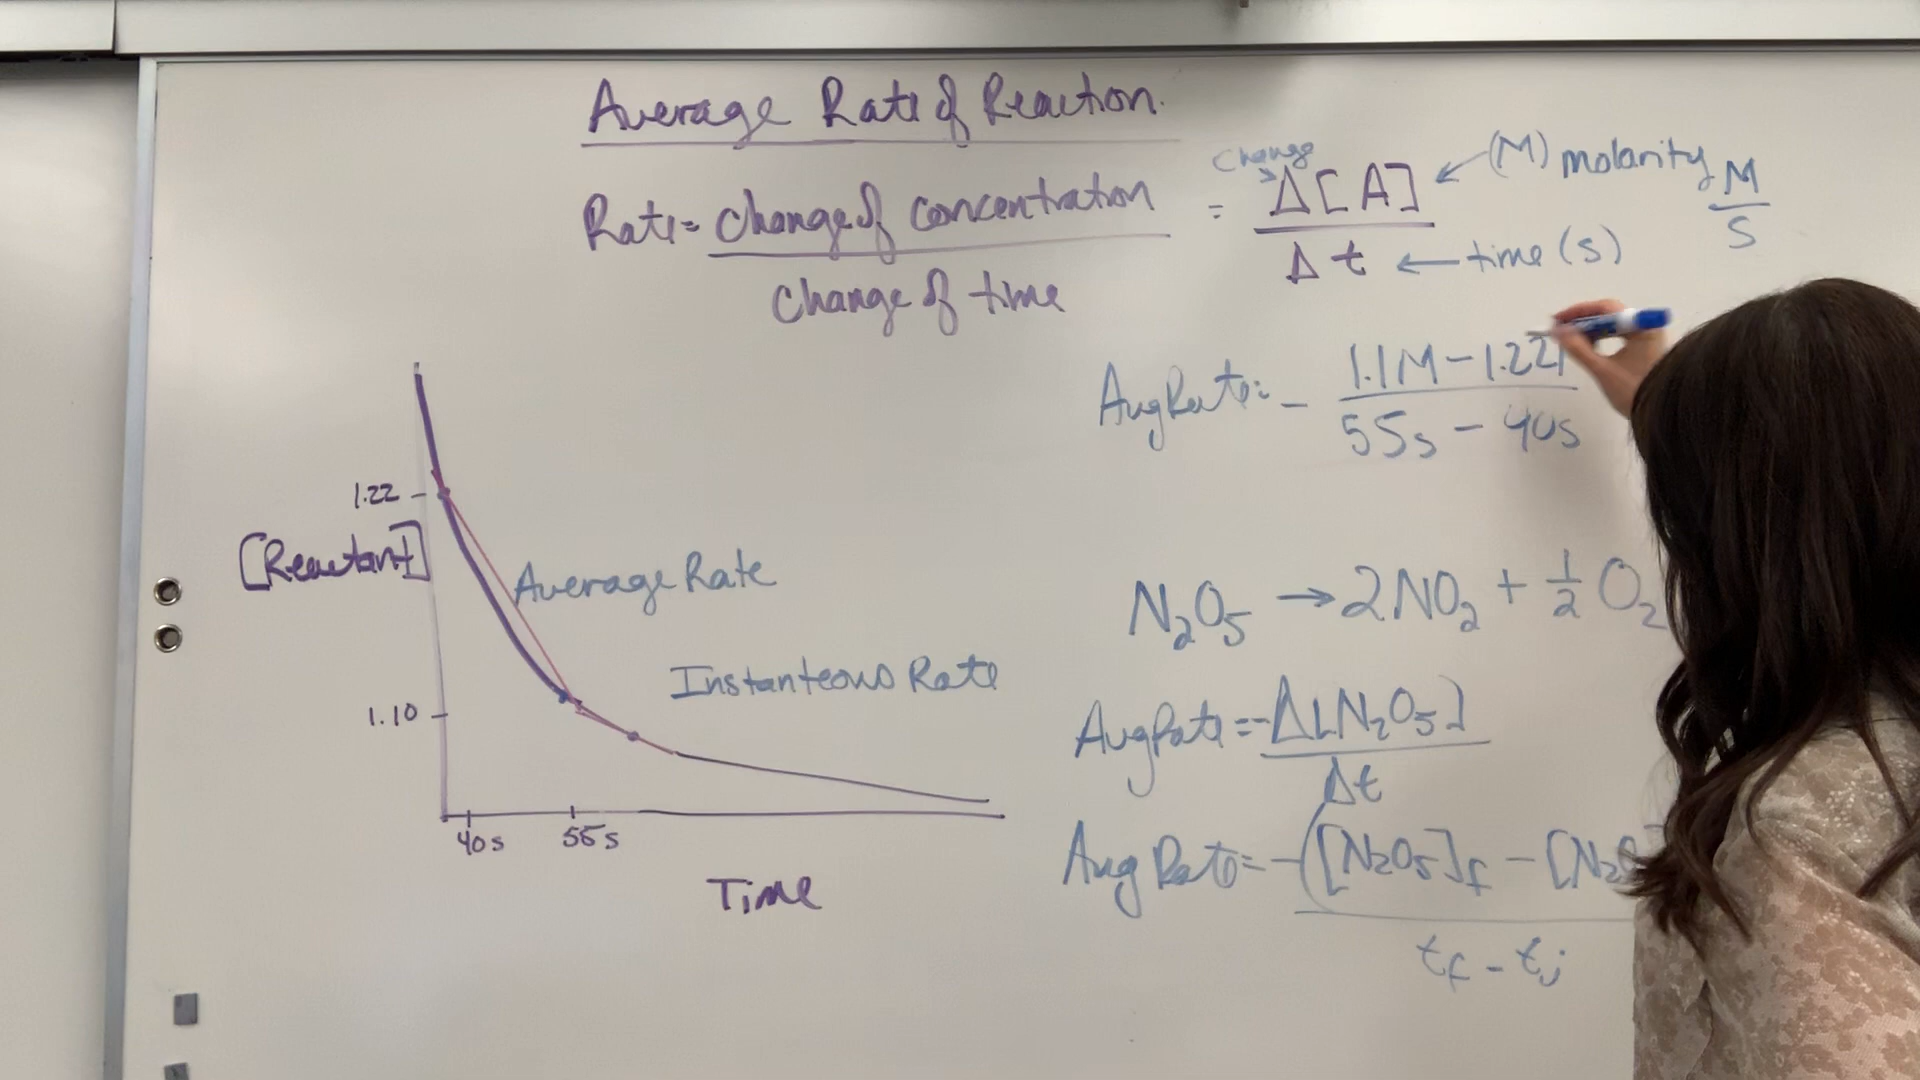 Average Rate of Reaction.
Rate = change of concentration = Δ[A] ← (M) molarity M
change of time Δt ← time (s) S
change
Avg Rate: - 1.1M - 1.22
55s - 40s
1.22
[Reactant]
Average Rate
N₂O₅ → 2NO₂ + 1/2 O₂
Instanteous Rate
1.10
Avg Rate = -Δ[N₂O₅]
Δt
40s 55s
Avg Rate = -([N₂O₅]f - [N₂
Time
tf - ti